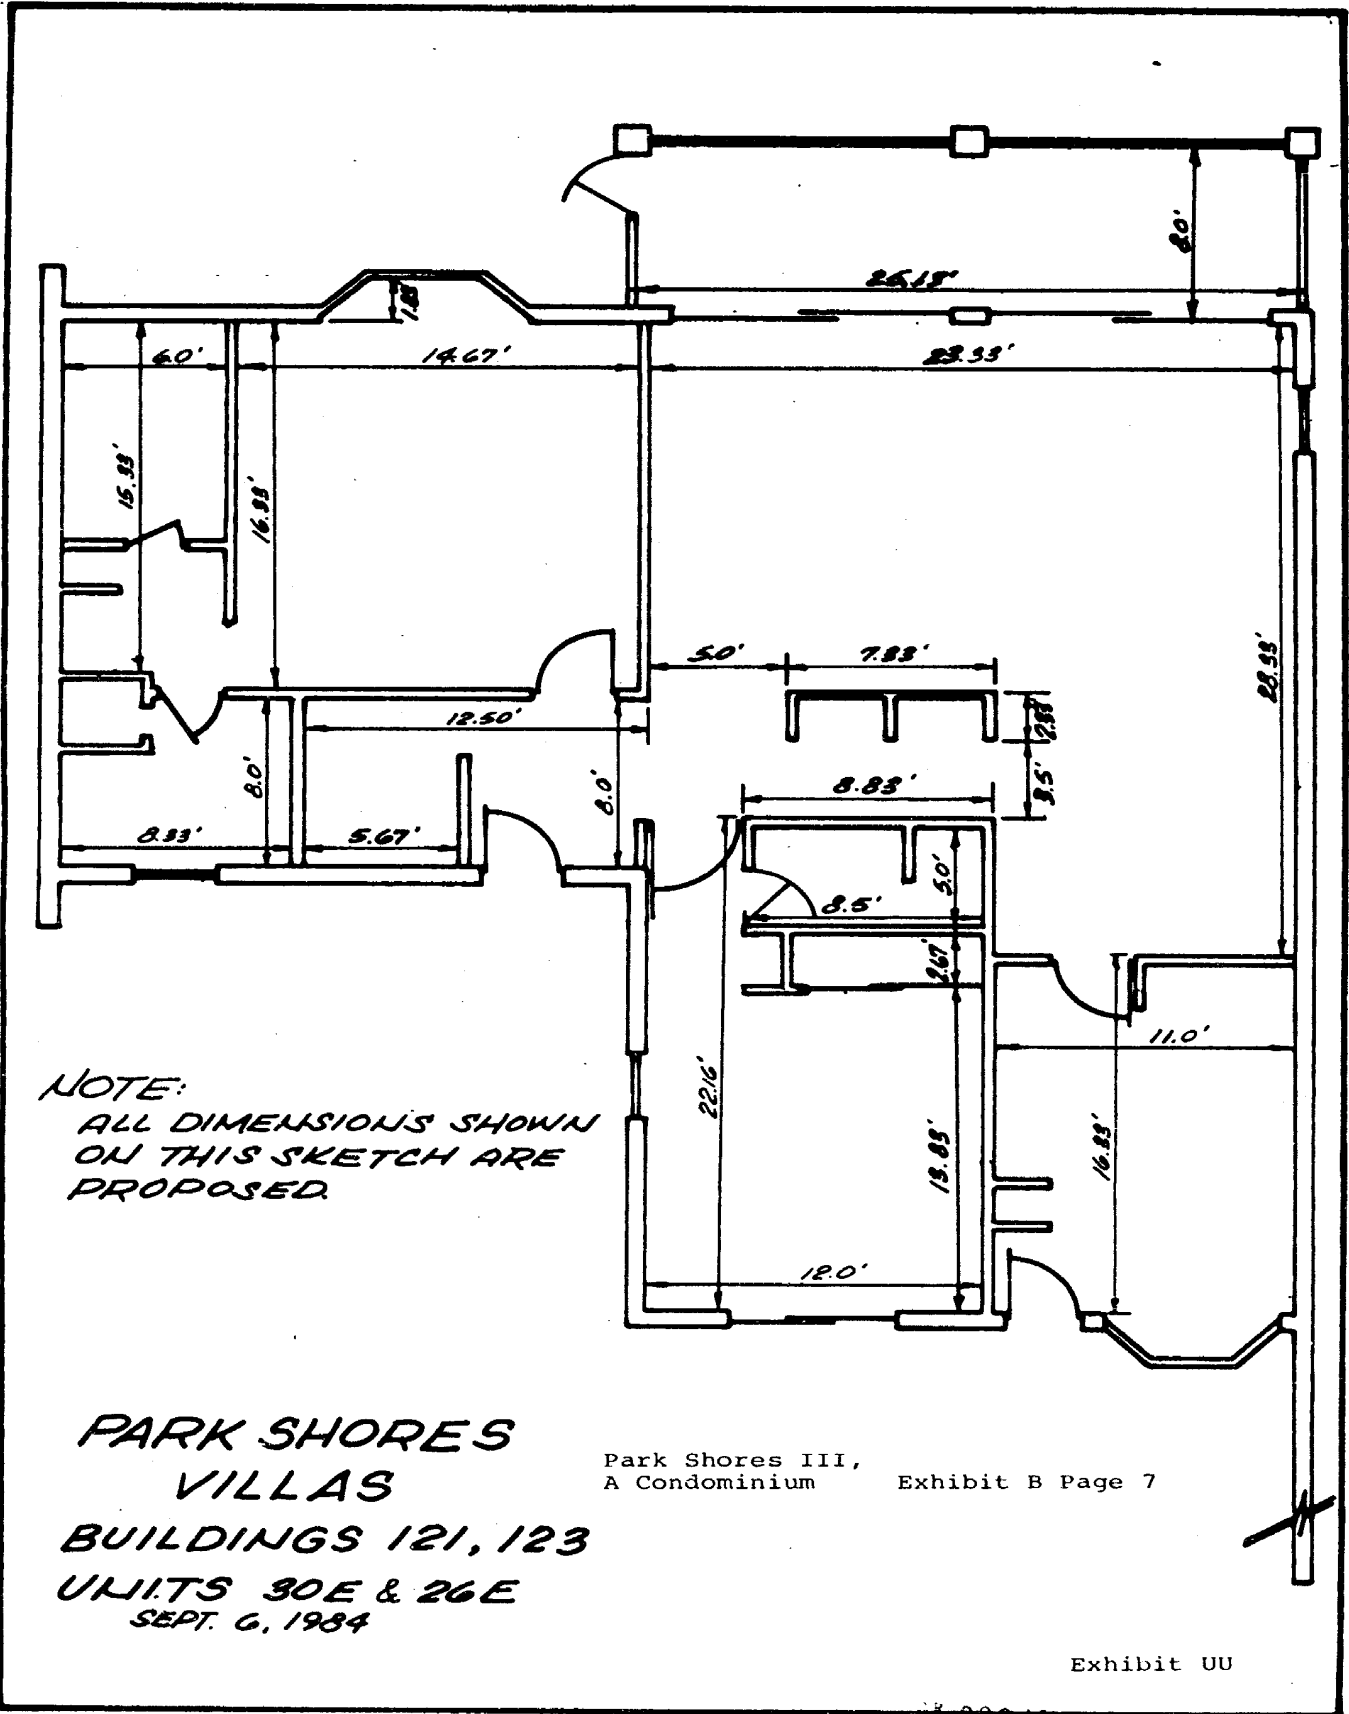 8.0'
1.83'
6.0'
14.67'
23.33'
15.33'
16.33'
5.0'
7.33'
28.33'
2.33'
12.50'
8.0'
8.0'
8.83'
3.5'
8.33'
5.67'
5.0'
8.5'
2.67'
11.0'
22.16'
16.83'
13.83'
12.0'
NOTE:
ALL DIMENSIONS SHOWN
ON THIS SKETCH ARE
PROPOSED.
PARK SHORES
VILLAS
BUILDINGS 121, 123
UNITS 30E & 26E
SEPT. 6, 1984
Park Shores III,
A Condominium Exhibit B Page 7
Exhibit UU